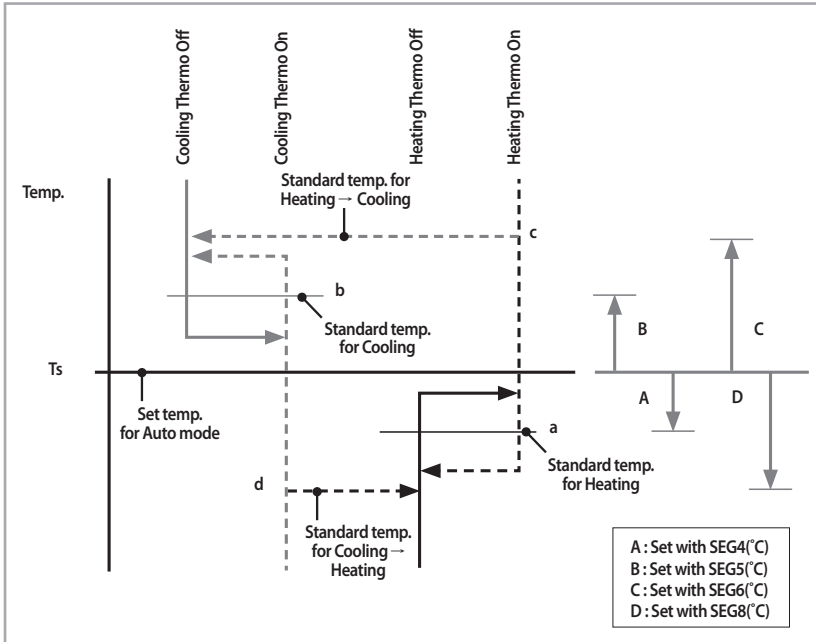 Cooling Thermo Off
Cooling Thermo On
Heating Thermo Off
Heating Thermo On
Temp.
Standard temp. for
Heating → Cooling
c
b
Standard temp.
for Cooling
B
C
Ts
Set temp.
for Auto mode
A
D
a
Standard temp.
for Heating
d
Standard temp.
for Cooling →
Heating
A : Set with SEG4(˚C)
B : Set with SEG5(˚C)
C : Set with SEG6(˚C)
D : Set with SEG8(˚C)